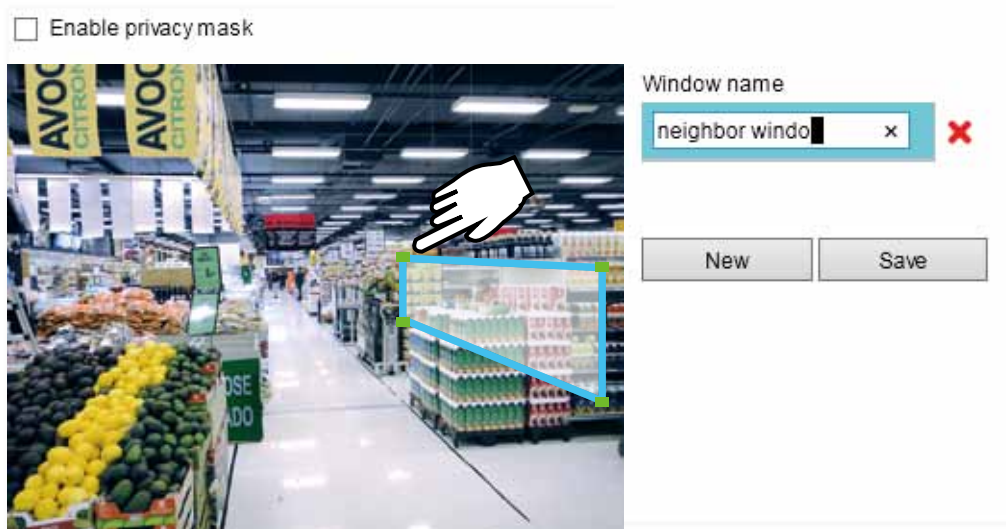 Enable privacy mask
AVOC
CITRON
AVOC
CITRON
Window name
neighbor windo
×
New
Save
OSE
ADO